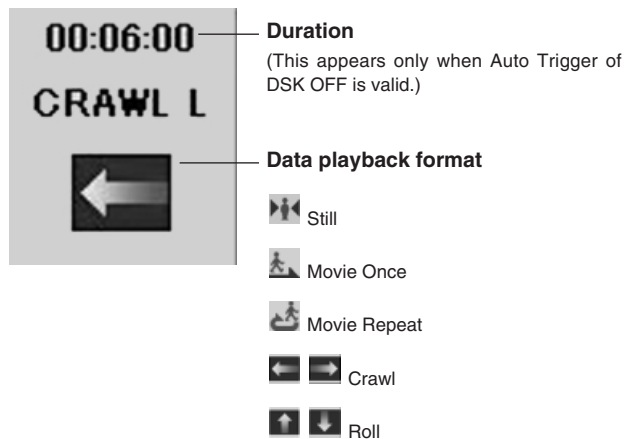 00:06:00
CRAWL L
Duration
(This appears only when Auto Trigger of
DSK OFF is valid.)
Data playback format
Still
Movie Once
Movie Repeat
Crawl
Roll